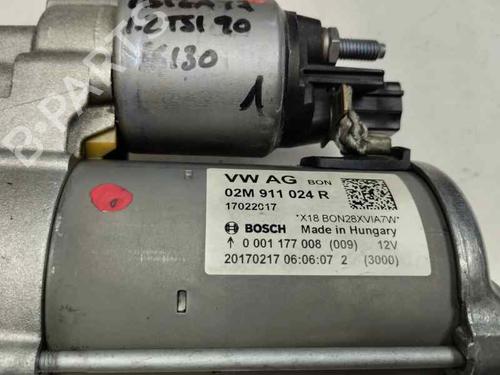 1.2TSI 90
1
B-PARTS
VW AG BON
02M 911 024 R
17022017
*X18 BON28XVIA7W*
BOSCH Made in Hungary
0 001 177 008 (009) 12V
20170217 06:06:07 2 (3000)